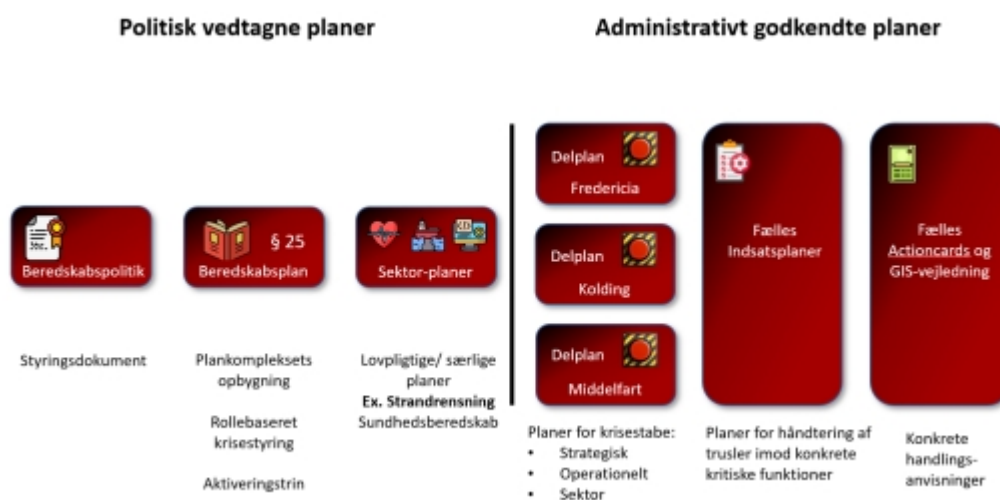 Politisk vedtagne planer
Administrativt godkendte planer
Beredskabspolitik
§ 25
Beredskabsplan
Sektor-planer
Delplan
Fredericia
Delplan
Kolding
Delplan
Middelfart
Fælles
Indsatsplaner
Fælles
Actioncards og
GIS-vejledning
Styringsdokument
Plankompleksets
opbygning
Rollebaseret
krisestyring
Aktiveringstrin
Lovpligtige/ særlige
planer
Ex. Strandrensning
Sundhedsberedskab
Planer for krisestabe:
• Strategisk
• Operationelt
• Sektor
Planer for håndtering af
trusler imod konkrete
kritiske funktioner
Konkrete
handlings-
anvisninger